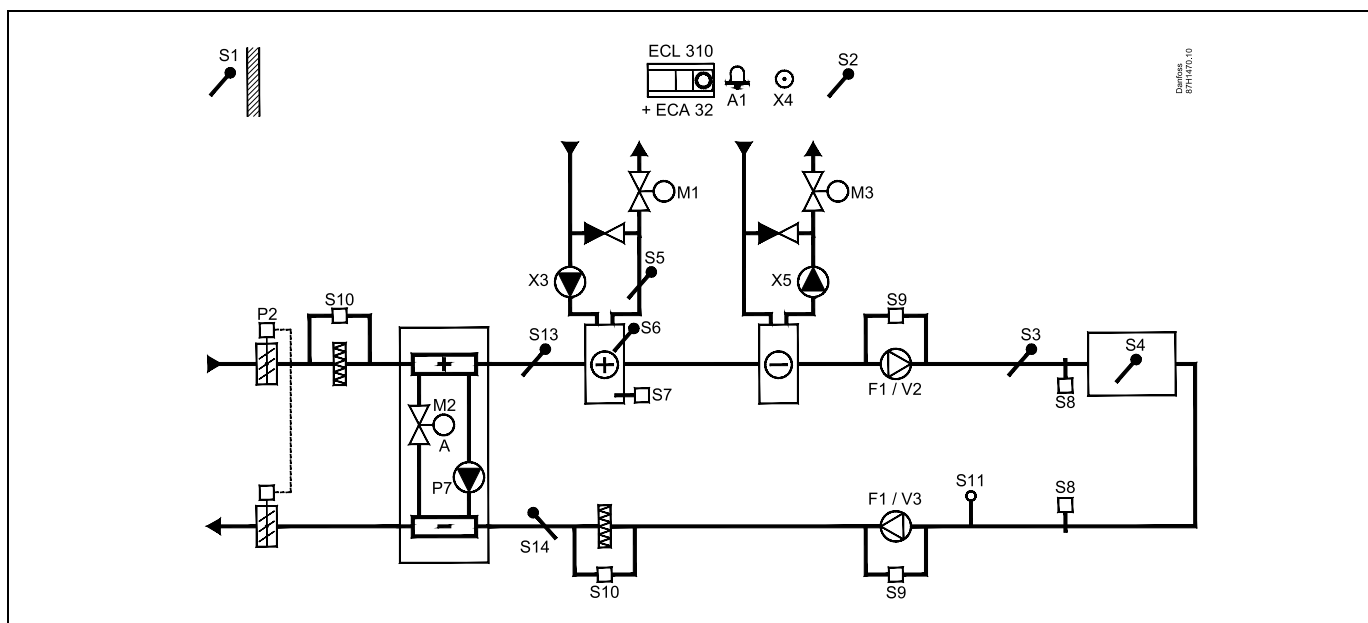 S1
ECL 310
S2
A1
X4
+ ECA 32
Danfoss
87H1470.10
M1
M3
S5
X3
X5
P2
S10
S13
S6
S9
S3
S4
+
+
–
F1 / V2
S7
S8
M2
A
P7
S11
S8
F1 / V3
-
S14
S10
S9